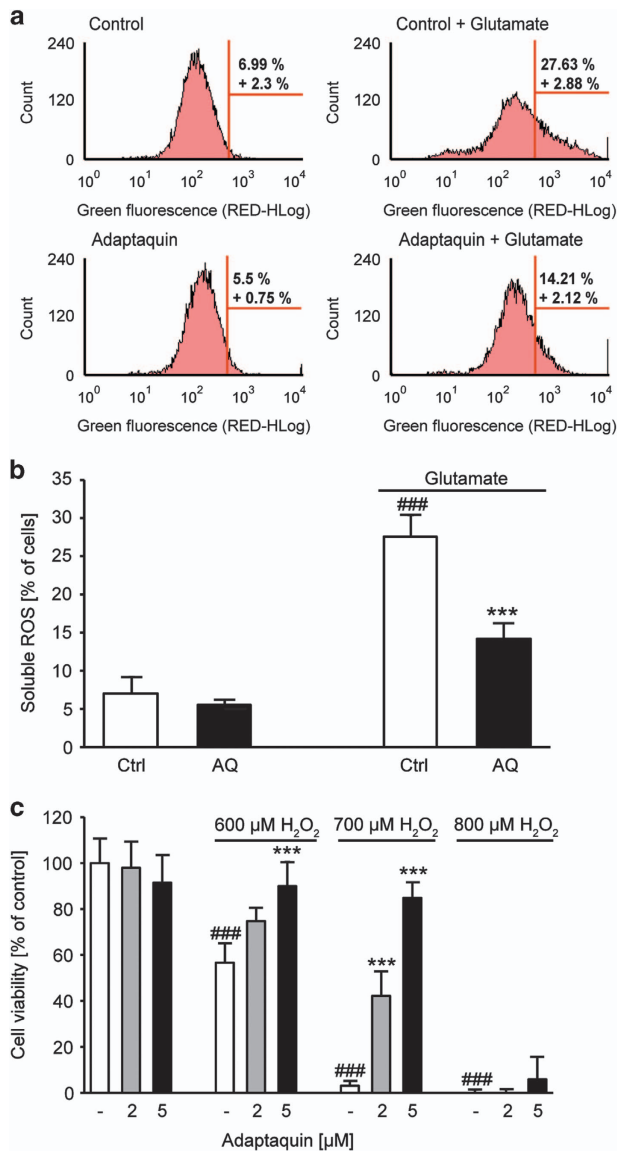 a
Control
240
120
0
Count
6.99 %
+ 2.3 %
10^0 10^1 10^2 10^3 10^4
Green fluorescence (RED-HLog)
Control + Glutamate
240
120
0
Count
27.63 %
+ 2.88 %
10^0 10^1 10^2 10^3 10^4
Green fluorescence (RED-HLog)
Adaptaquin
240
120
0
Count
5.5 %
+ 0.75 %
10^0 10^1 10^2 10^3 10^4
Green fluorescence (RED-HLog)
Adaptaquin + Glutamate
240
120
0
Count
14.21 %
+ 2.12 %
10^0 10^1 10^2 10^3 10^4
Green fluorescence (RED-HLog)
b
Soluble ROS [% of cells]
35
30
25
20
15
10
5
0
Glutamate
###
***
Ctrl AQ Ctrl AQ
c
Cell viability [% of control]
120
100
80
60
40
20
0
600 µM H₂O₂ 700 µM H₂O₂ 800 µM H₂O₂
###
***
###
***
***
###
- 2 5 - 2 5 - 2 5 - 2 5
Adaptaquin [µM]